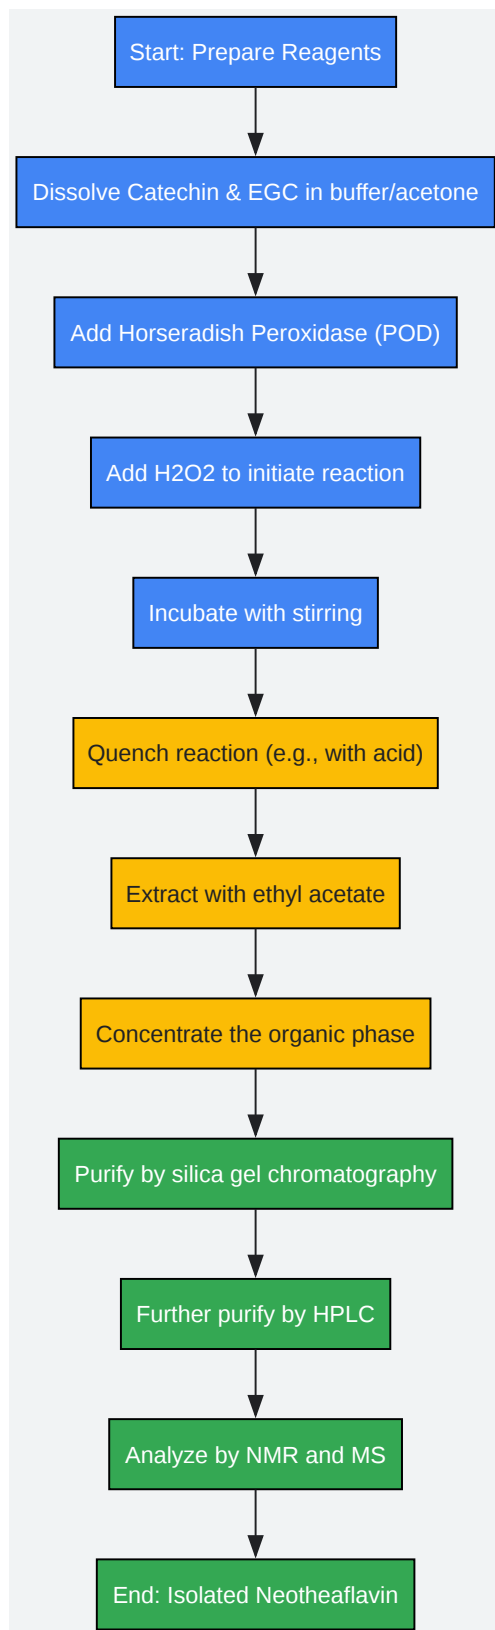 Start: Prepare Reagents
Dissolve Catechin & EGC in buffer/acetone
Add Horseradish Peroxidase (POD)
Add H2O2 to initiate reaction
Incubate with stirring
Quench reaction (e.g., with acid)
Extract with ethyl acetate
Concentrate the organic phase
Purify by silica gel chromatography
Further purify by HPLC
Analyze by NMR and MS
End: Isolated Neotheaflavin